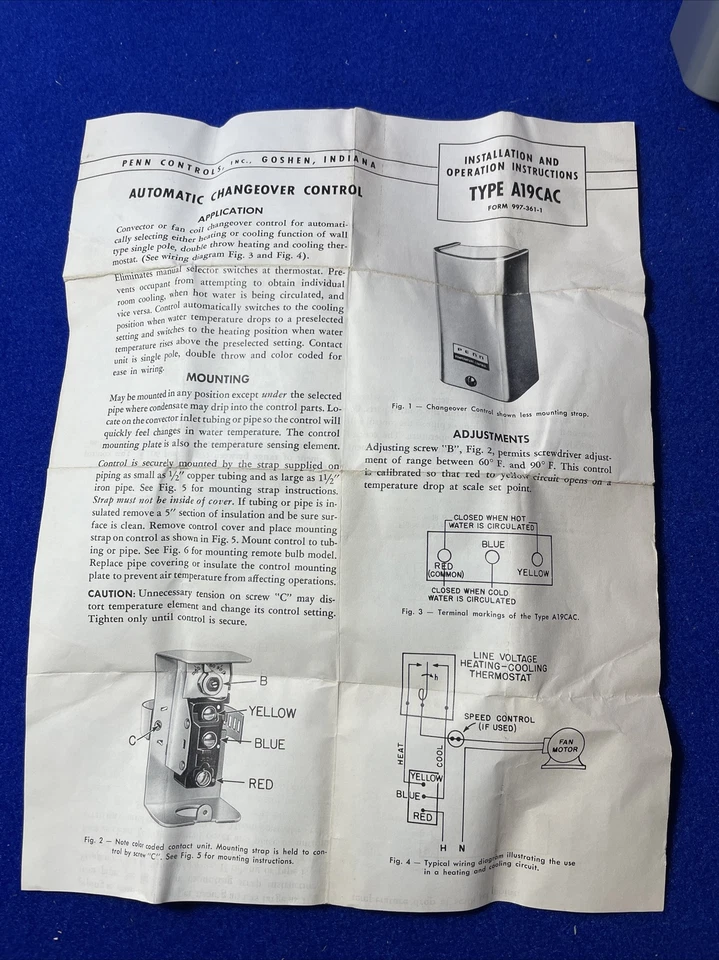 PENN CONTROLS, INC., GOSHEN, INDIANA
INSTALLATION AND
OPERATION INSTRUCTIONS
TYPE A19CAC
FORM 997-361-1
AUTOMATIC CHANGEOVER CONTROL
APPLICATION
Convector or fan coil changeover control for automati-
cally selecting either heating or cooling function of wall
type single pole, double throw heating and cooling ther-
mostat. (See wiring diagram Fig. 3 and Fig. 4).
Eliminates manual selector switches at thermostat. Pre-
vents occupant from attempting to obtain individual
room cooling, when hot water is being circulated, and
vice versa. Control automatically switches to the cooling
position when water temperature drops to a preselected
setting and switches to the heating position when water
temperature rises above the preselected setting. Contact
unit is single pole, double throw and color coded for
ease in wiring.
MOUNTING
May be mounted in any position except under the selected
pipe where condensate may drip into the control parts. Lo-
cate on the convector inlet tubing or pipe so the control will
quickly feel changes in water temperature. The control
mounting plate is also the temperature sensing element.
Control is securely mounted by the strap supplied on
piping as small as 1/2" copper tubing and as large as 1 1/2"
iron pipe. See Fig. 5 for mounting strap instructions.
Strap must not be inside of cover. If tubing or pipe is in-
sulated remove a 5" section of insulation and be sure sur-
face is clean. Remove control cover and place mounting
strap on control as shown in Fig. 5. Mount control to tub-
ing or pipe. See Fig. 6 for mounting remote bulb model.
Replace pipe covering or insulate the control mounting
plate to prevent air temperature from affecting operations.
CAUTION: Unnecessary tension on screw "C" may dis-
tort temperature element and change its control setting.
Tighten only until control is secure.
B
YELLOW
C
BLUE
RED
Fig. 2 — Note color coded contact unit. Mounting strap is held to con-
trol by screw "C". See Fig. 5 for mounting instructions.
PENN
Fig. 1 — Changeover Control shown less mounting strap.
ADJUSTMENTS
Adjusting screw "B", Fig. 2, permits screwdriver adjust-
ment of range between 60° F. and 90° F. This control
is calibrated so that red to yellow circuit opens on a
temperature drop at scale set point.
CLOSED WHEN HOT
WATER IS CIRCULATED
BLUE
RED
(COMMON)
YELLOW
CLOSED WHEN COLD
WATER IS CIRCULATED
Fig. 3 — Terminal markings of the Type A19CAC.
LINE VOLTAGE
HEATING-COOLING
THERMOSTAT
h
SPEED CONTROL
(IF USED)
FAN
MOTOR
HEAT
COOL
YELLOW
BLUE
RED
H N
Fig. 4 — Typical wiring diagram illustrating the use
in a heating and cooling circuit.